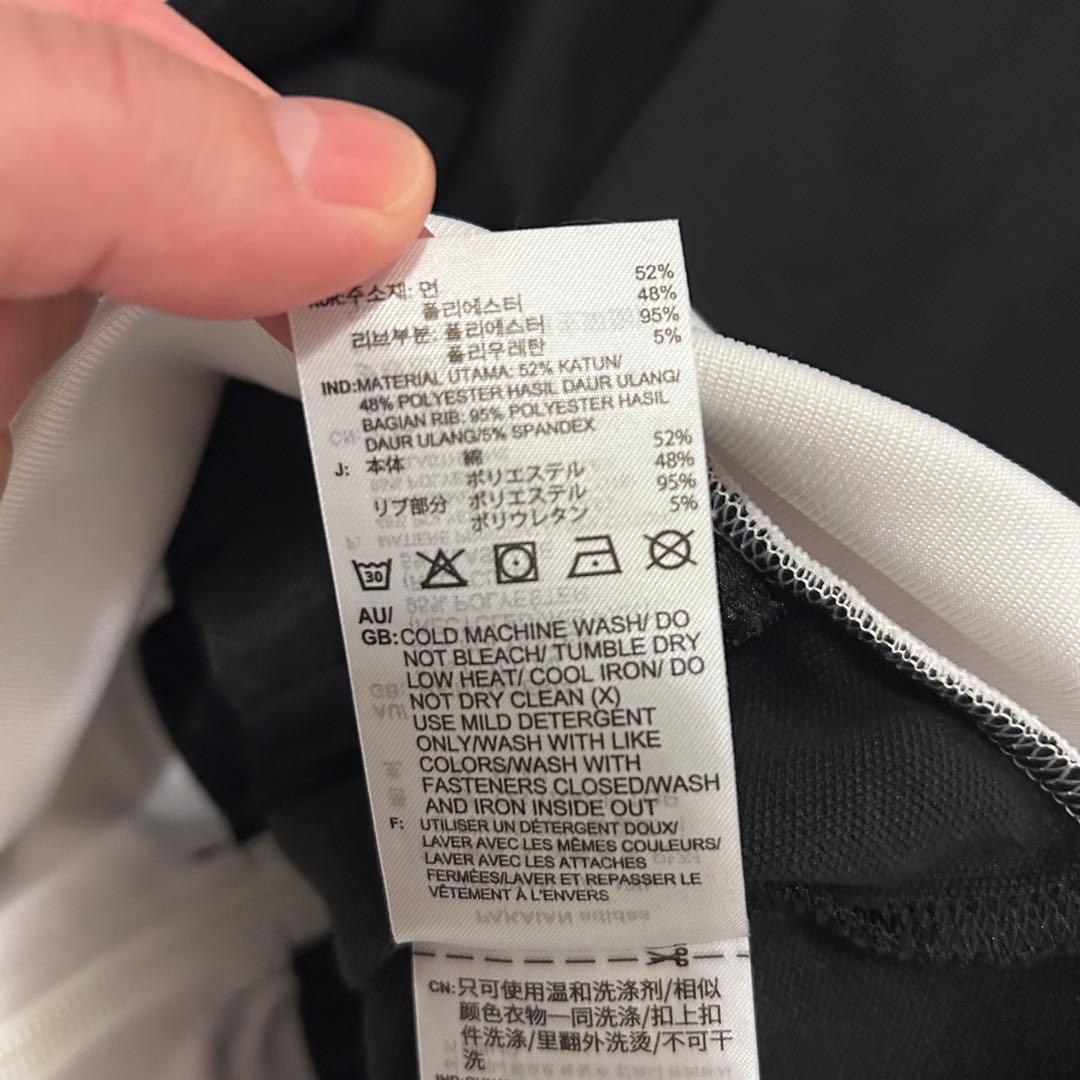 KOR:주소재: 면 52%
폴리에스터 48%
리브부분: 폴리에스터 95%
폴리우레탄 5%
IND:MATERIAL UTAMA: 52% KATUN/
48% POLYESTER HASIL DAUR ULANG/
BAGIAN RIB: 95% POLYESTER HASIL
DAUR ULANG/5% SPANDEX
J: 本体 綿 52%
ポリエステル 48%
リブ部分 ポリエステル 95%
ポリウレタン 5%
30
AU/
GB:COLD MACHINE WASH/ DO
NOT BLEACH/ TUMBLE DRY
LOW HEAT/ COOL IRON/ DO
NOT DRY CLEAN (X)
USE MILD DETERGENT
ONLY/WASH WITH LIKE
COLORS/WASH WITH
FASTENERS CLOSED/WASH
AND IRON INSIDE OUT
F: UTILISER UN DÉTERGENT DOUX/
LAVER AVEC LES MÊMES COULEURS/
LAVER AVEC LES ATTACHES
FERMÉES/LAVER ET REPASSER LE
VÊTEMENT À L'ENVERS
PAKAIAN adidas
CN:只可使用温和洗涤剂/相似
颜色衣物一同洗涤/扣上扣
件洗涤/里翻外洗烫/不可干
洗